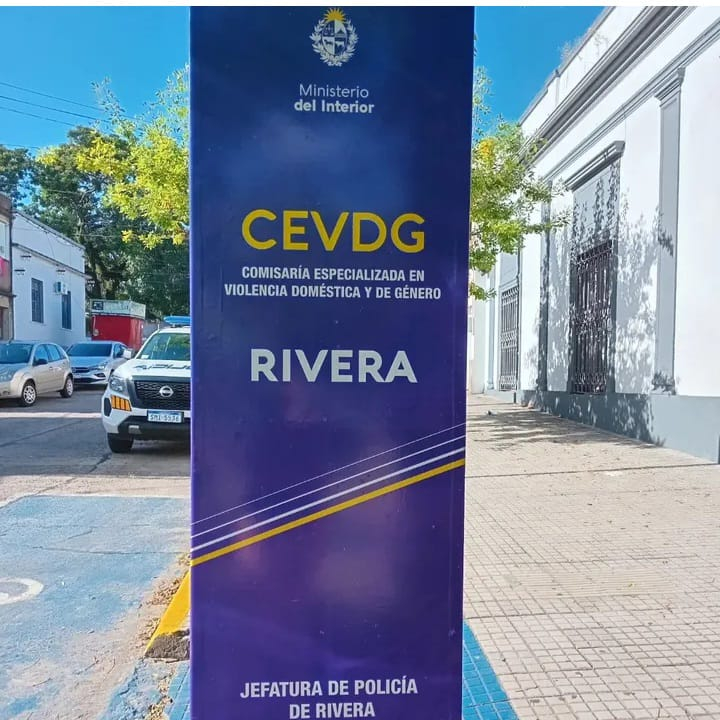 Ministerio
del Interior
CEVDG
COMISARÍA ESPECIALIZADA EN
VIOLENCIA DOMÉSTICA Y DE GÉNERO
RIVERA
JEFATURA DE POLICÍA
DE RIVERA